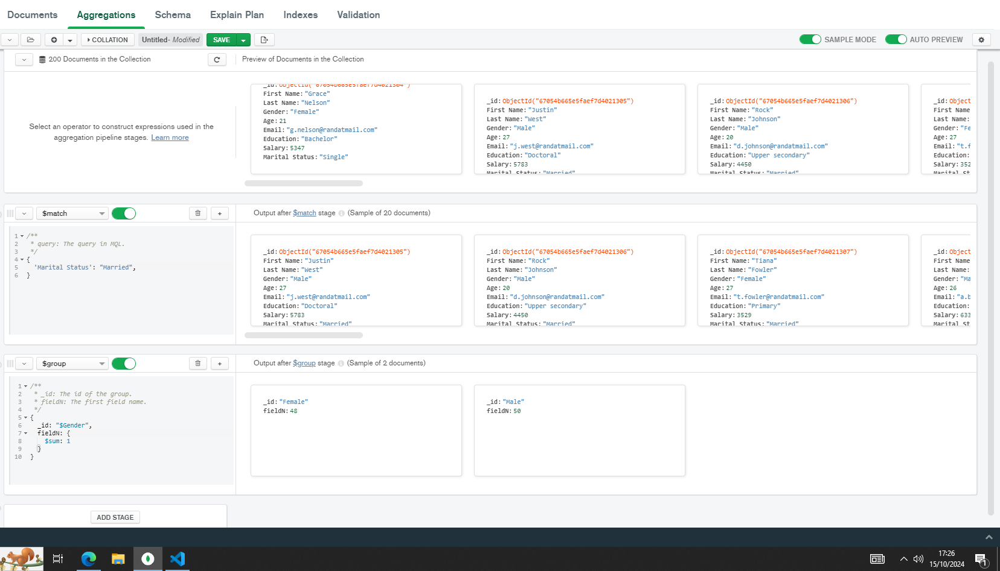 Documents Aggregations Schema Explain Plan Indexes Validation
COLLATION Untitled- Modified SAVE SAMPLE MODE AUTO PREVIEW
200 Documents in the Collection Preview of Documents in the Collection
Select an operator to construct expressions used in the
aggregation pipeline stages. Learn more
_id:ObjectId("67054b665e5faef7d4021304")
First Name:"Grace"
Last Name:"Nelson"
Gender:"Female"
Age:21
Email:"g.nelson@randatmail.com"
Education:"Bachelor"
Salary:5347
Marital Status:"Single"
_id:ObjectId("67054b665e5faef7d4021305")
First Name:"Justin"
Last Name:"West"
Gender:"Male"
Age:27
Email:"j.west@randatmail.com"
Education:"Doctoral"
Salary:5783
Marital Status:"Married"
_id:ObjectId("67054b665e5faef7d4021306")
First Name:"Rock"
Last Name:"Johnson"
Gender:"Male"
Age:20
Email:"d.johnson@randatmail.com"
Education:"Upper secondary"
Salary:4450
Marital Status:"Married"
_id:Object
First Name
Last Name:
Gender:"Fe
Age:27
Email:"t.f
Education:
Salary:352
Marital St
$match
Output after $match stage (Sample of 20 documents)
1 /**
2 * query: The query in MQL.
3 */
4 {
5 'Marital Status': "Married",
6 }
_id:ObjectId("67054b665e5faef7d4021305")
First Name:"Justin"
Last Name:"West"
Gender:"Male"
Age:27
Email:"j.west@randatmail.com"
Education:"Doctoral"
Salary:5783
Marital Status:"Married"
_id:ObjectId("67054b665e5faef7d4021306")
First Name:"Rock"
Last Name:"Johnson"
Gender:"Male"
Age:20
Email:"d.johnson@randatmail.com"
Education:"Upper secondary"
Salary:4450
Marital Status:"Married"
_id:ObjectId("67054b665e5faef7d4021307")
First Name:"Tiana"
Last Name:"Fowler"
Gender:"Female"
Age:27
Email:"t.fowler@randatmail.com"
Education:"Primary"
Salary:3529
Marital Status:"Married"
_id:Object
First Name
Last Name:
Gender:"Ma
Age:26
Email:"a.b
Education:
Salary:633
Marital St
$group
Output after $group stage (Sample of 2 documents)
1 /**
2 * _id: The id of the group.
3 * fieldN: The first field name.
4 */
5 {
6 _id: "$Gender",
7 fieldN: {
8 $sum: 1
9 }
10 }
_id:"Female"
fieldN:48
_id:"Male"
fieldN:50
ADD STAGE
17:26
15/10/2024
1